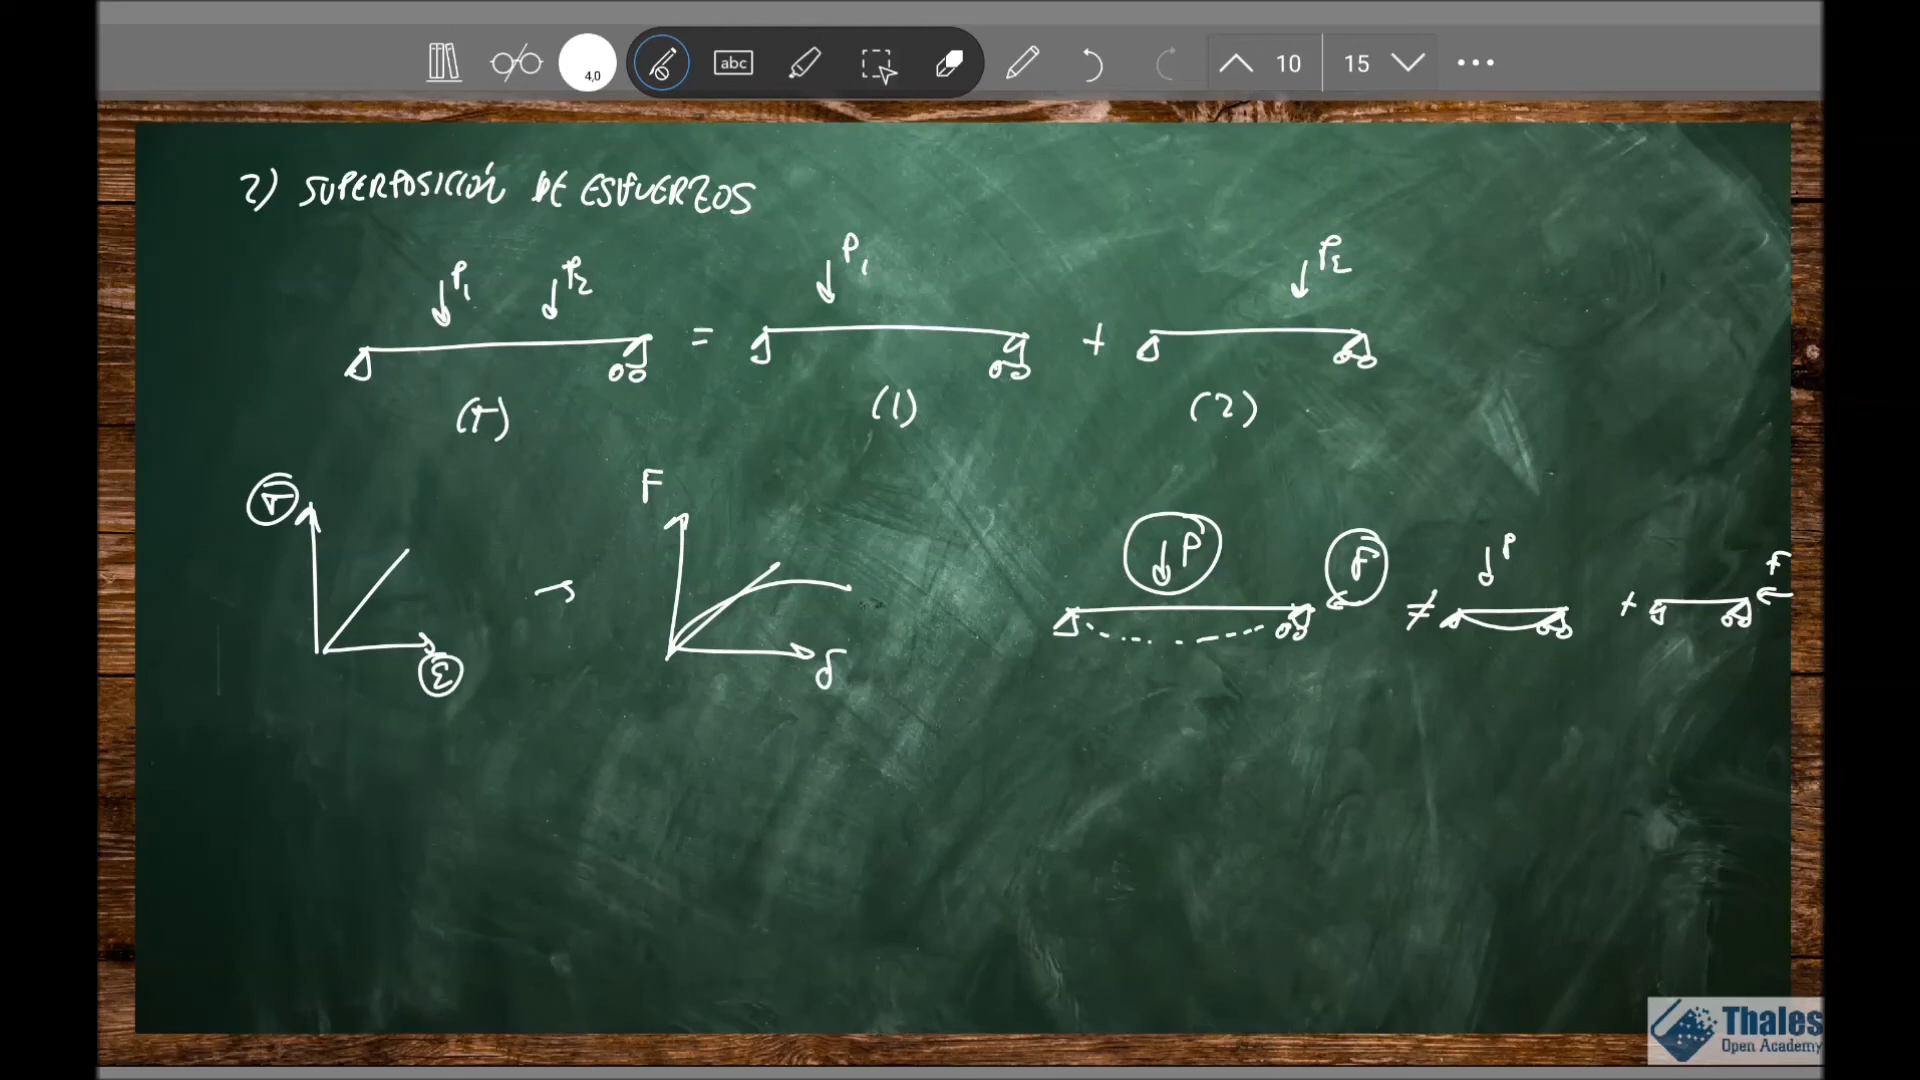 4,0 abc 10 15
2) SUPERPOSICIÓN DE ESFUERZOS
P1 P2 = P1 + P2
(T) (1) (2)
σ F P F ≠ P + F
ε δ
Thales
Open Academy